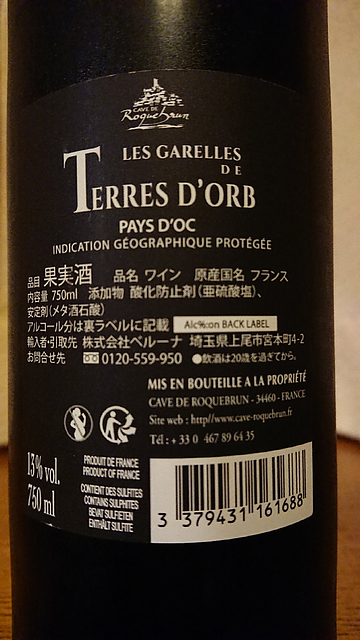 CAVE DE
Roquebrun
LES GARELLES
DE
TERRES D'ORB
PAYS D'OC
INDICATION GÉOGRAPHIQUE PROTÉGÉE
品目 果実酒 品名 ワイン 原産国名 フランス
内容量 750ml 添加物 酸化防止剤(亜硫酸塩)、
安定剤(メタ酒石酸)
アルコール分は裏ラベルに記載 Alc%:on BACK LABEL
輸入者・引取先 株式会社ベルーナ 埼玉県上尾市宮本町4-2
お問合せ先 0120-559-950 ●飲酒は20歳を過ぎてから。
MIS EN BOUTEILLE A LA PROPRIÉTÉ
CAVE DE ROQUEBRUN - 34460 - FRANCE
Site web : http//www.cave-roquebrun.fr
Tél : + 33 0 467 89 64 35
13% vol.
750 ml
PRODUIT DE FRANCE
PRODUCT OF FRANCE
CONTIENT DES SULFITES
CONTAINS SULPHITES
BEVAT SULFIETEN
ENTHÄLT SULFITE
3 379431 161688